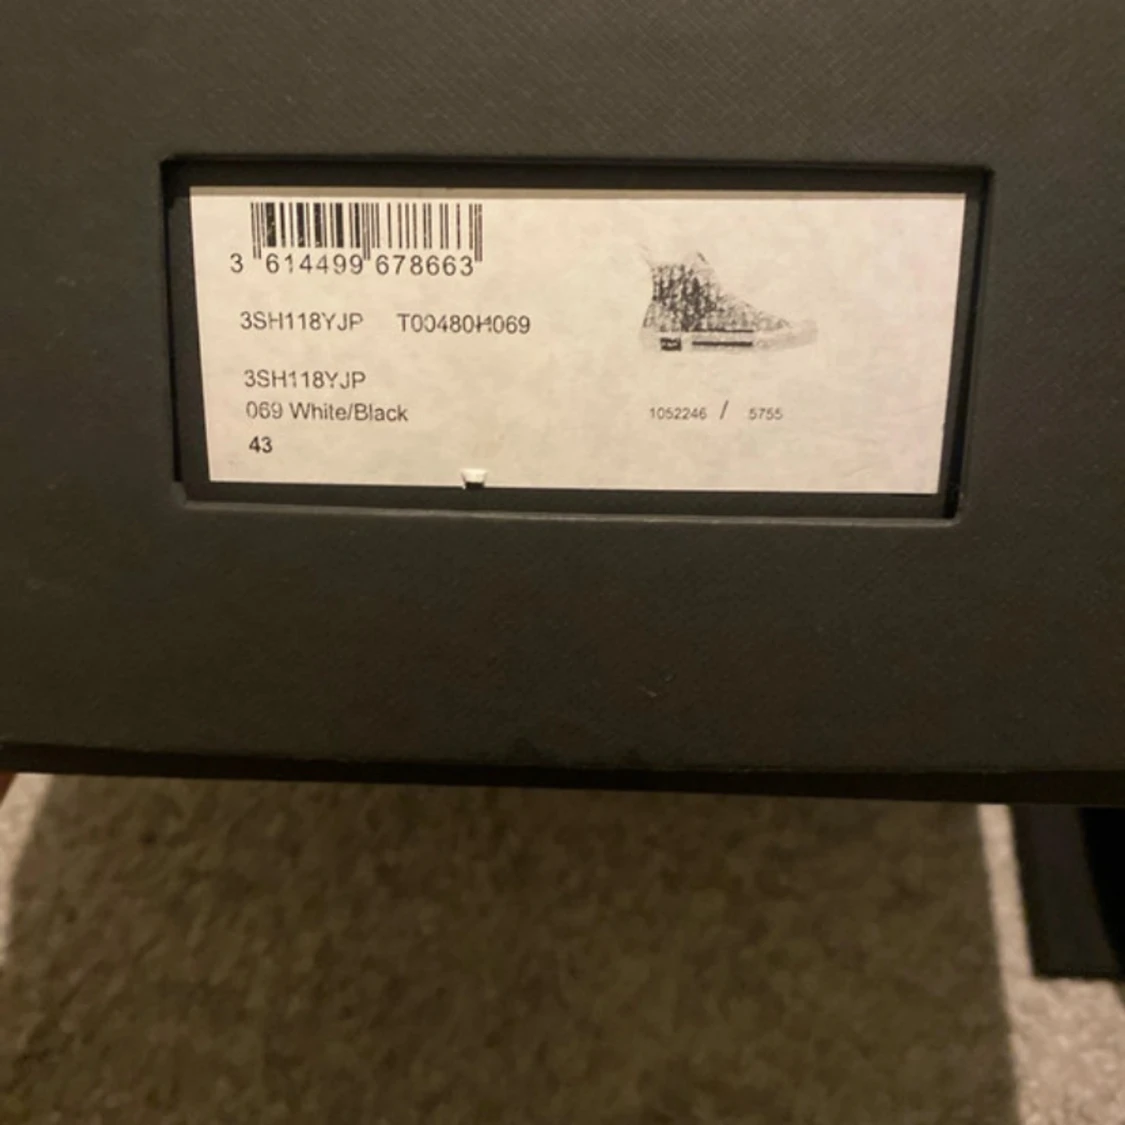 3 614499 678663
3SH118YJP T00480H069
3SH118YJP
069 White/Black
43
1052246 / 5755